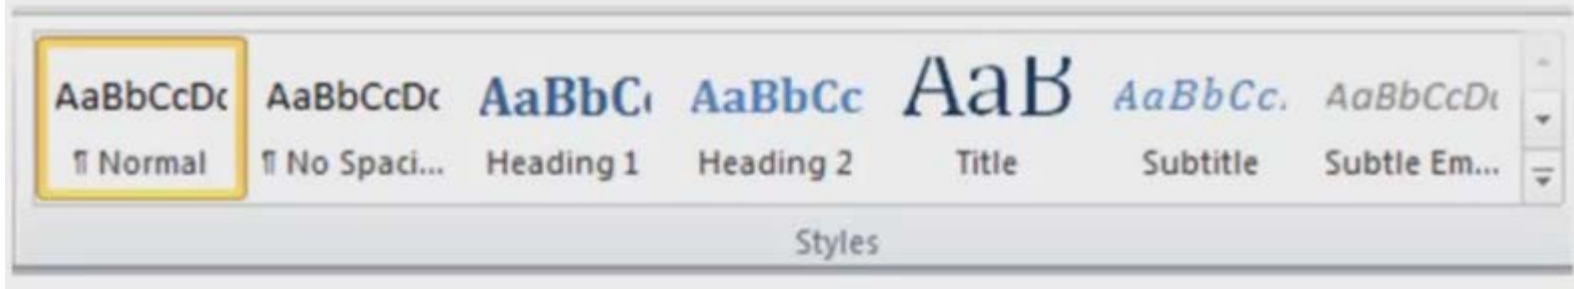 AaBbCcDc AaBbCcDc AaBbC AaBbCc AaB AaBbCc. AaBbCcDc
¶ Normal ¶ No Spaci... Heading 1 Heading 2 Title Subtitle Subtle Em...
Styles